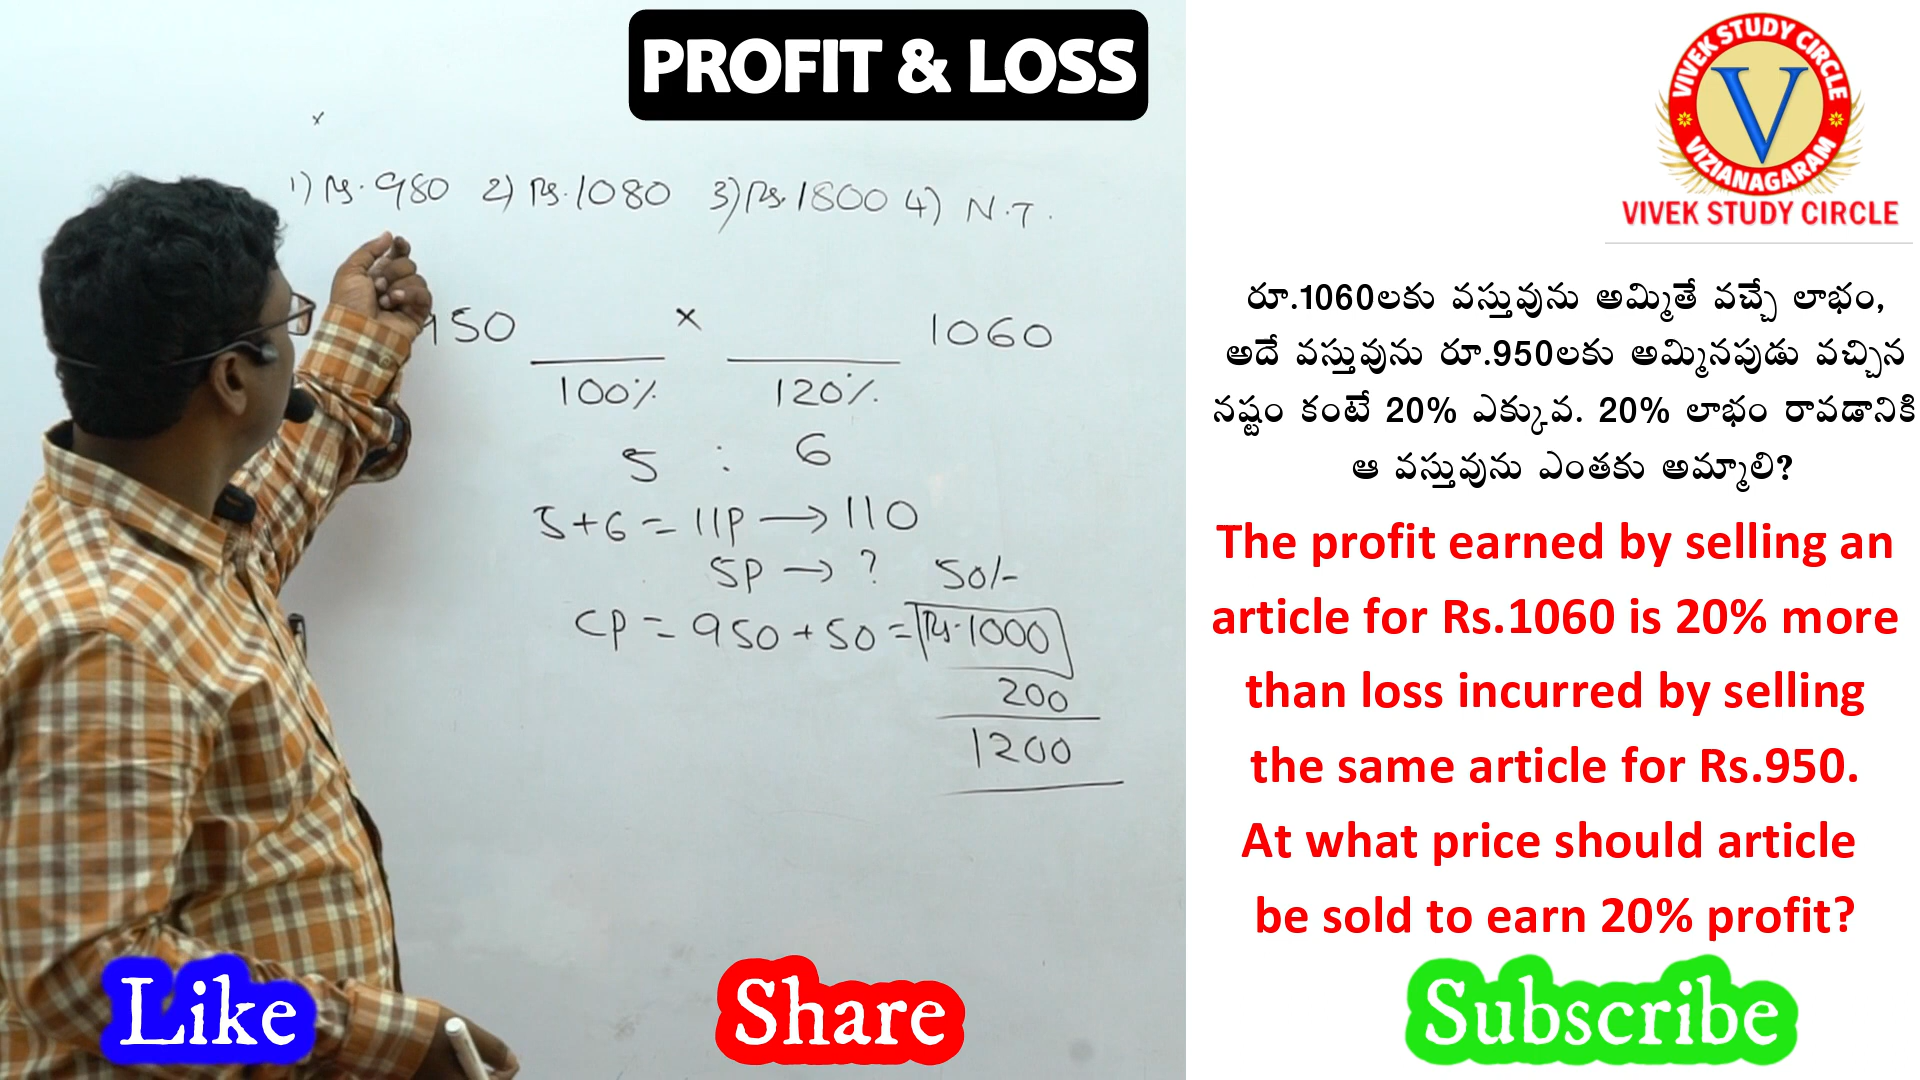 PROFIT & LOSS
VIVEK STUDY CIRCLE
V
VIZIANAGARAM
VIVEK STUDY CIRCLE
x
1) Rs.980 2) Rs.1080 3) Rs.1800 4) N.T.
950 x 1060
100% 120%
5 : 6
5+6=11p→110
5p→? 50/-
CP=950+50=Rs.1000
200
1200
రూ.1060లకు వస్తువును అమ్మితే వచ్చే లాభం,
అదే వస్తువును రూ.950లకు అమ్మినపుడు వచ్చిన
నష్టం కంటే 20% ఎక్కువ. 20% లాభం రావడానికి
ఆ వస్తువును ఎంతకు అమ్మాలి?
The profit earned by selling an
article for Rs.1060 is 20% more
than loss incurred by selling
the same article for Rs.950.
At what price should article
be sold to earn 20% profit?
Like
Share
Subscribe